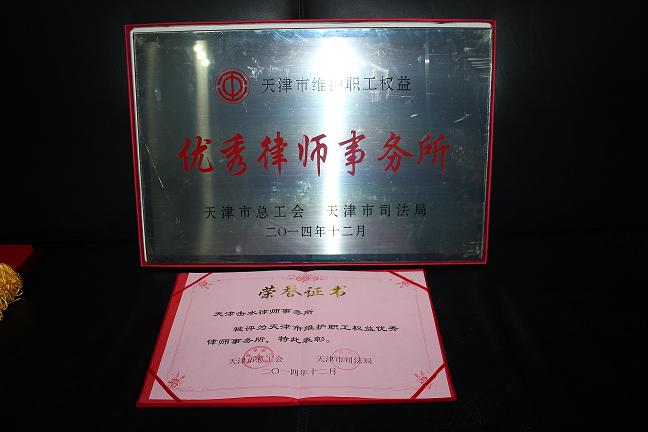 天津市维护职工权益
优秀律师事务所
天津市总工会 天津市司法局
二〇一四年十二月
荣誉证书
天津击水律师事务所
被评为天津市维护职工权益优秀
律师事务所，特此表彰。
天津市总工会 天津市司法局
二〇一四年十二月